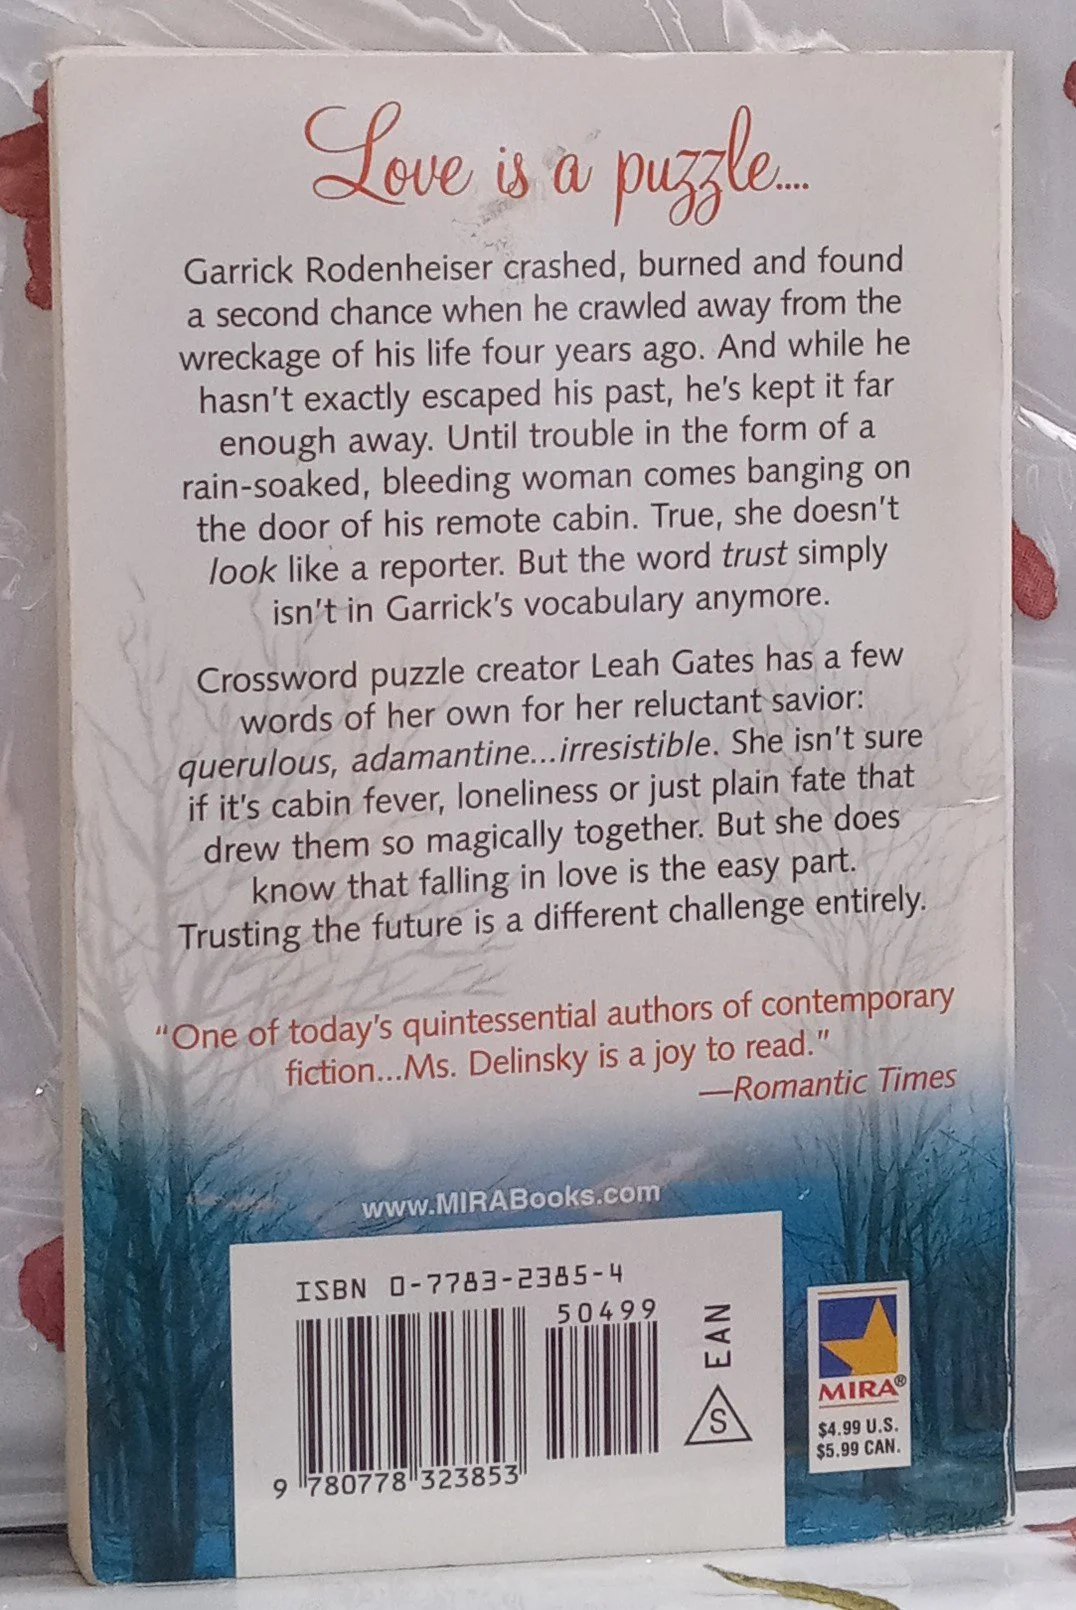 Love is a puzzle....
Garrick Rodenheiser crashed, burned and found
a second chance when he crawled away from the
wreckage of his life four years ago. And while he
hasn't exactly escaped his past, he's kept it far
enough away. Until trouble in the form of a
rain-soaked, bleeding woman comes banging on
the door of his remote cabin. True, she doesn't
look like a reporter. But the word trust simply
isn't in Garrick's vocabulary anymore.
Crossword puzzle creator Leah Gates has a few
words of her own for her reluctant savior:
querulous, adamantine...irresistible. She isn't sure
if it's cabin fever, loneliness or just plain fate that
drew them so magically together. But she does
know that falling in love is the easy part.
Trusting the future is a different challenge entirely.
"One of today's quintessential authors of contemporary
fiction...Ms. Delinsky is a joy to read."
—Romantic Times
www.MIRABooks.com
ISBN 0-7783-2385-4
50499
9 780778 323853
EAN
S
MIRA®
$4.99 U.S.
$5.99 CAN.